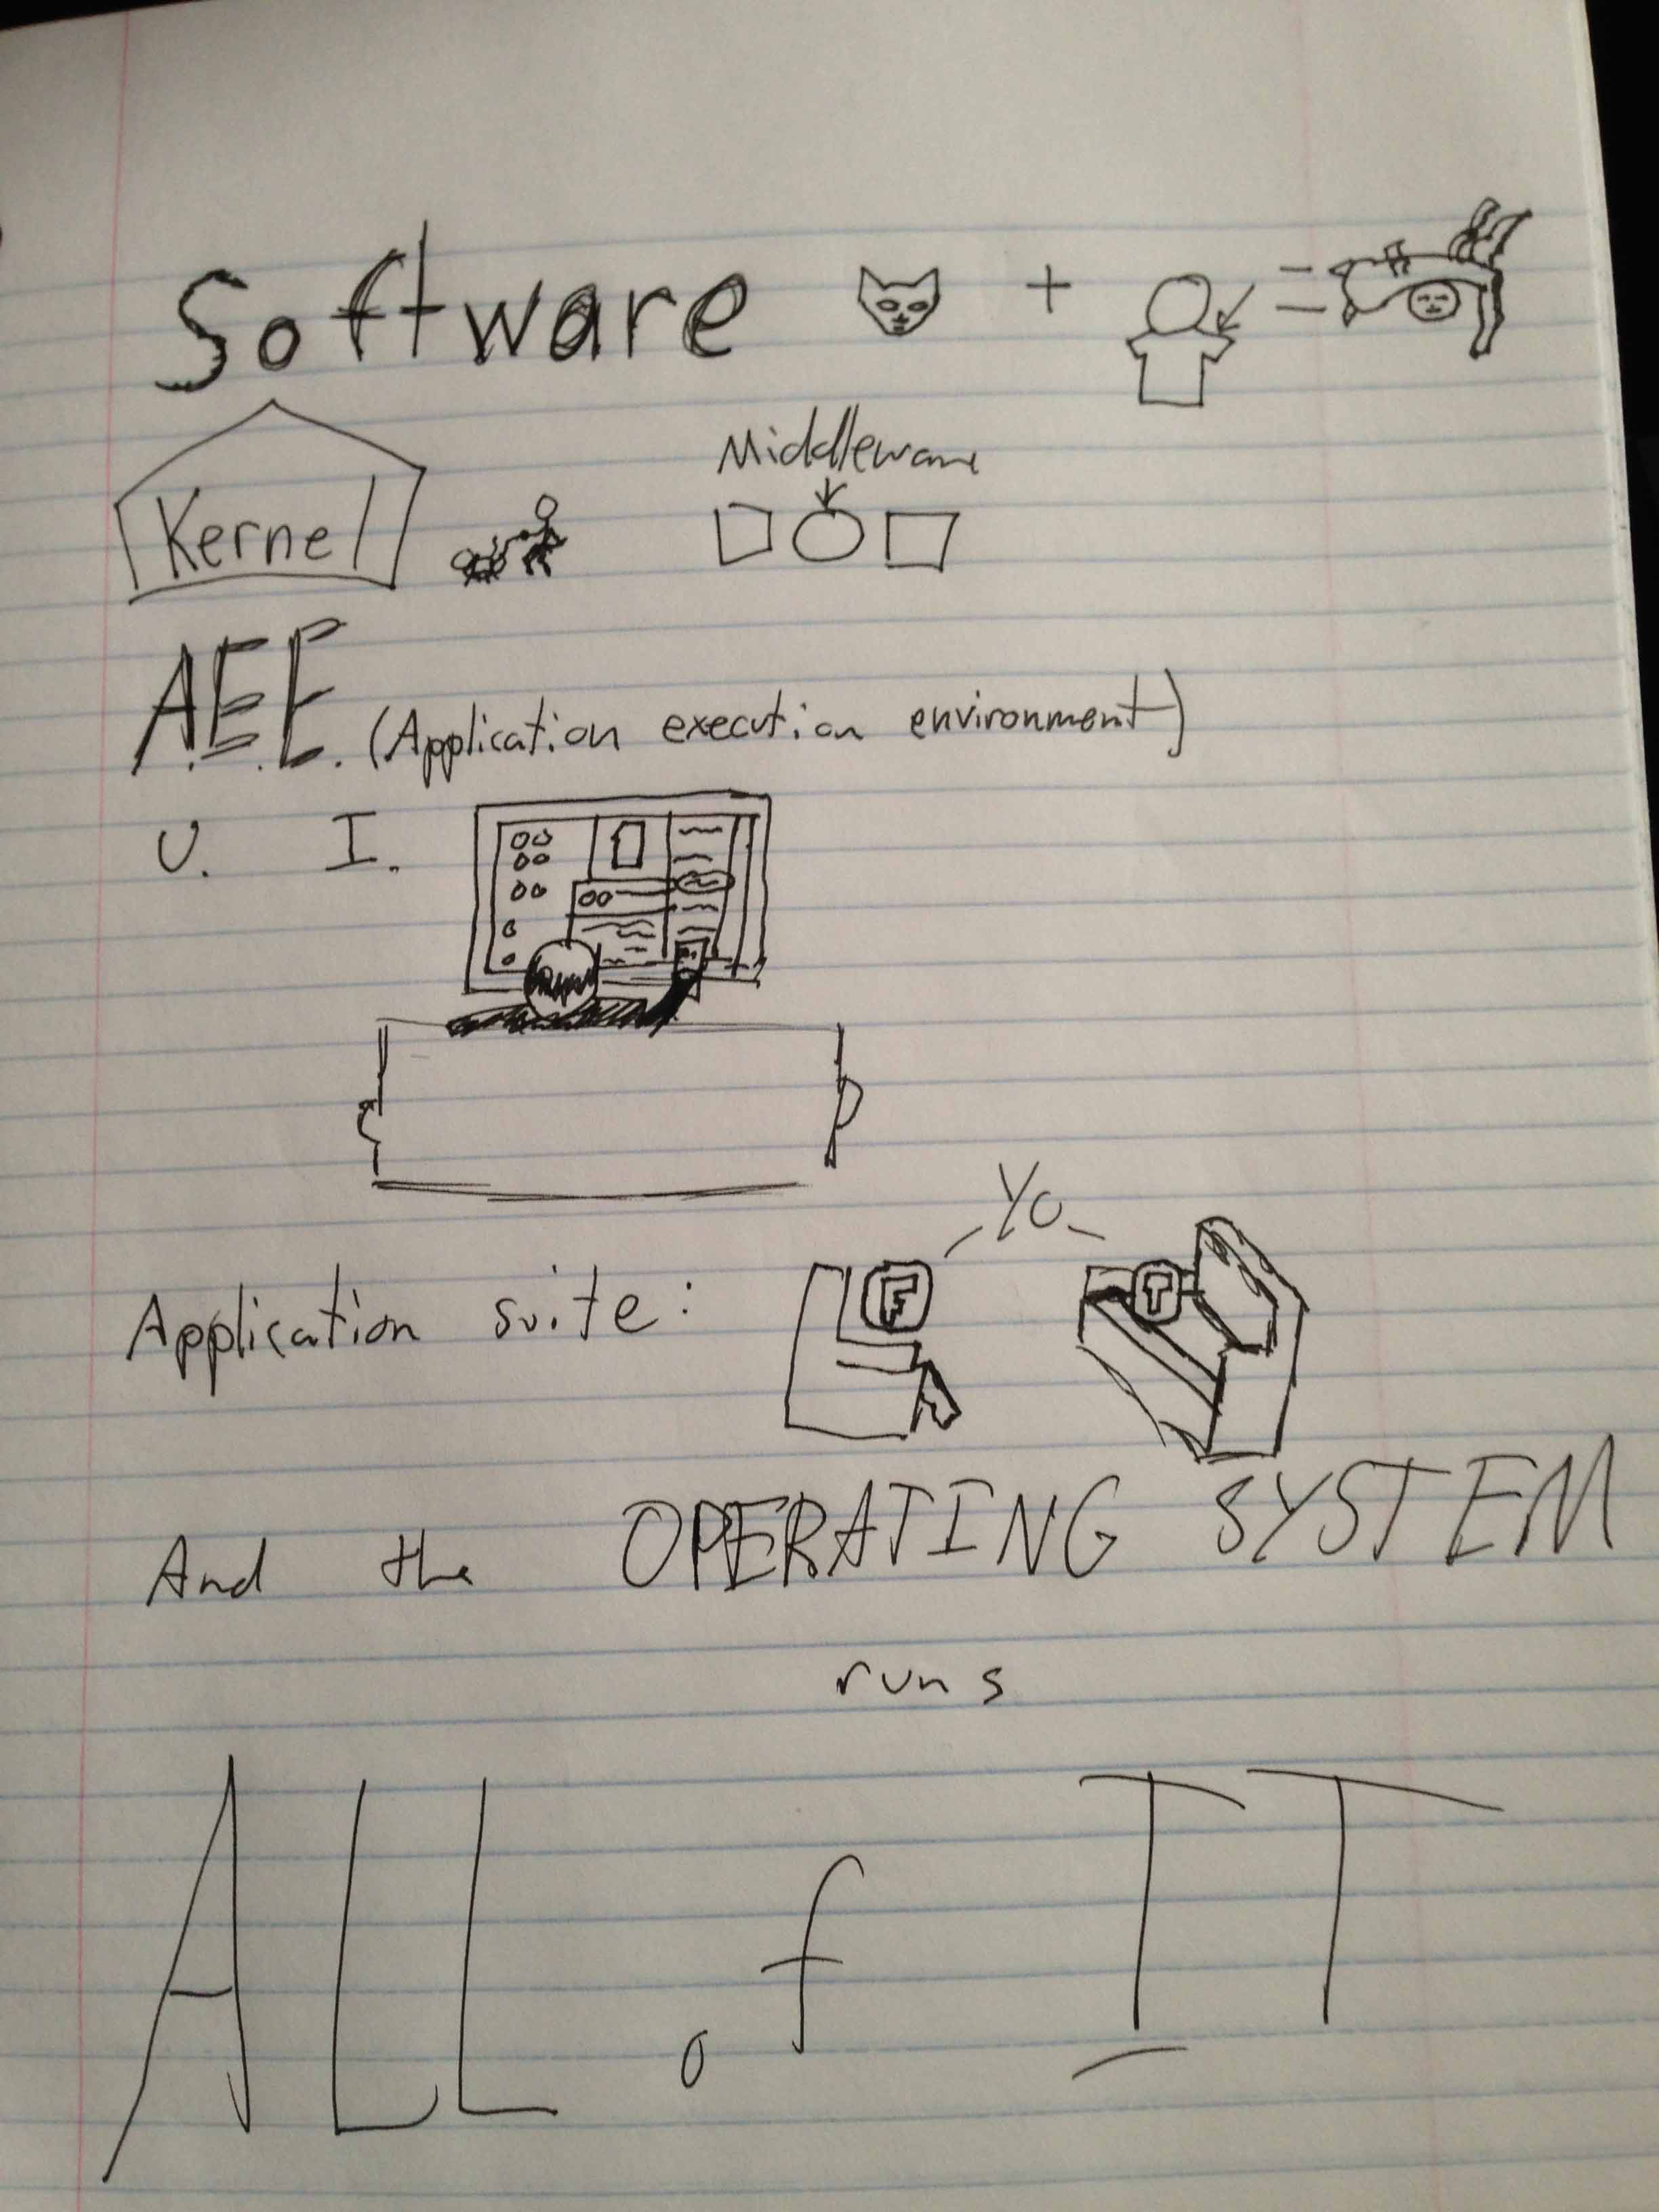 Software + =
Kernel
Middleware
A.E.E. (Application execution environment)
U. I.
Yo
Application suite: F T
And the OPERATING SYSTEM
runs
ALL of IT